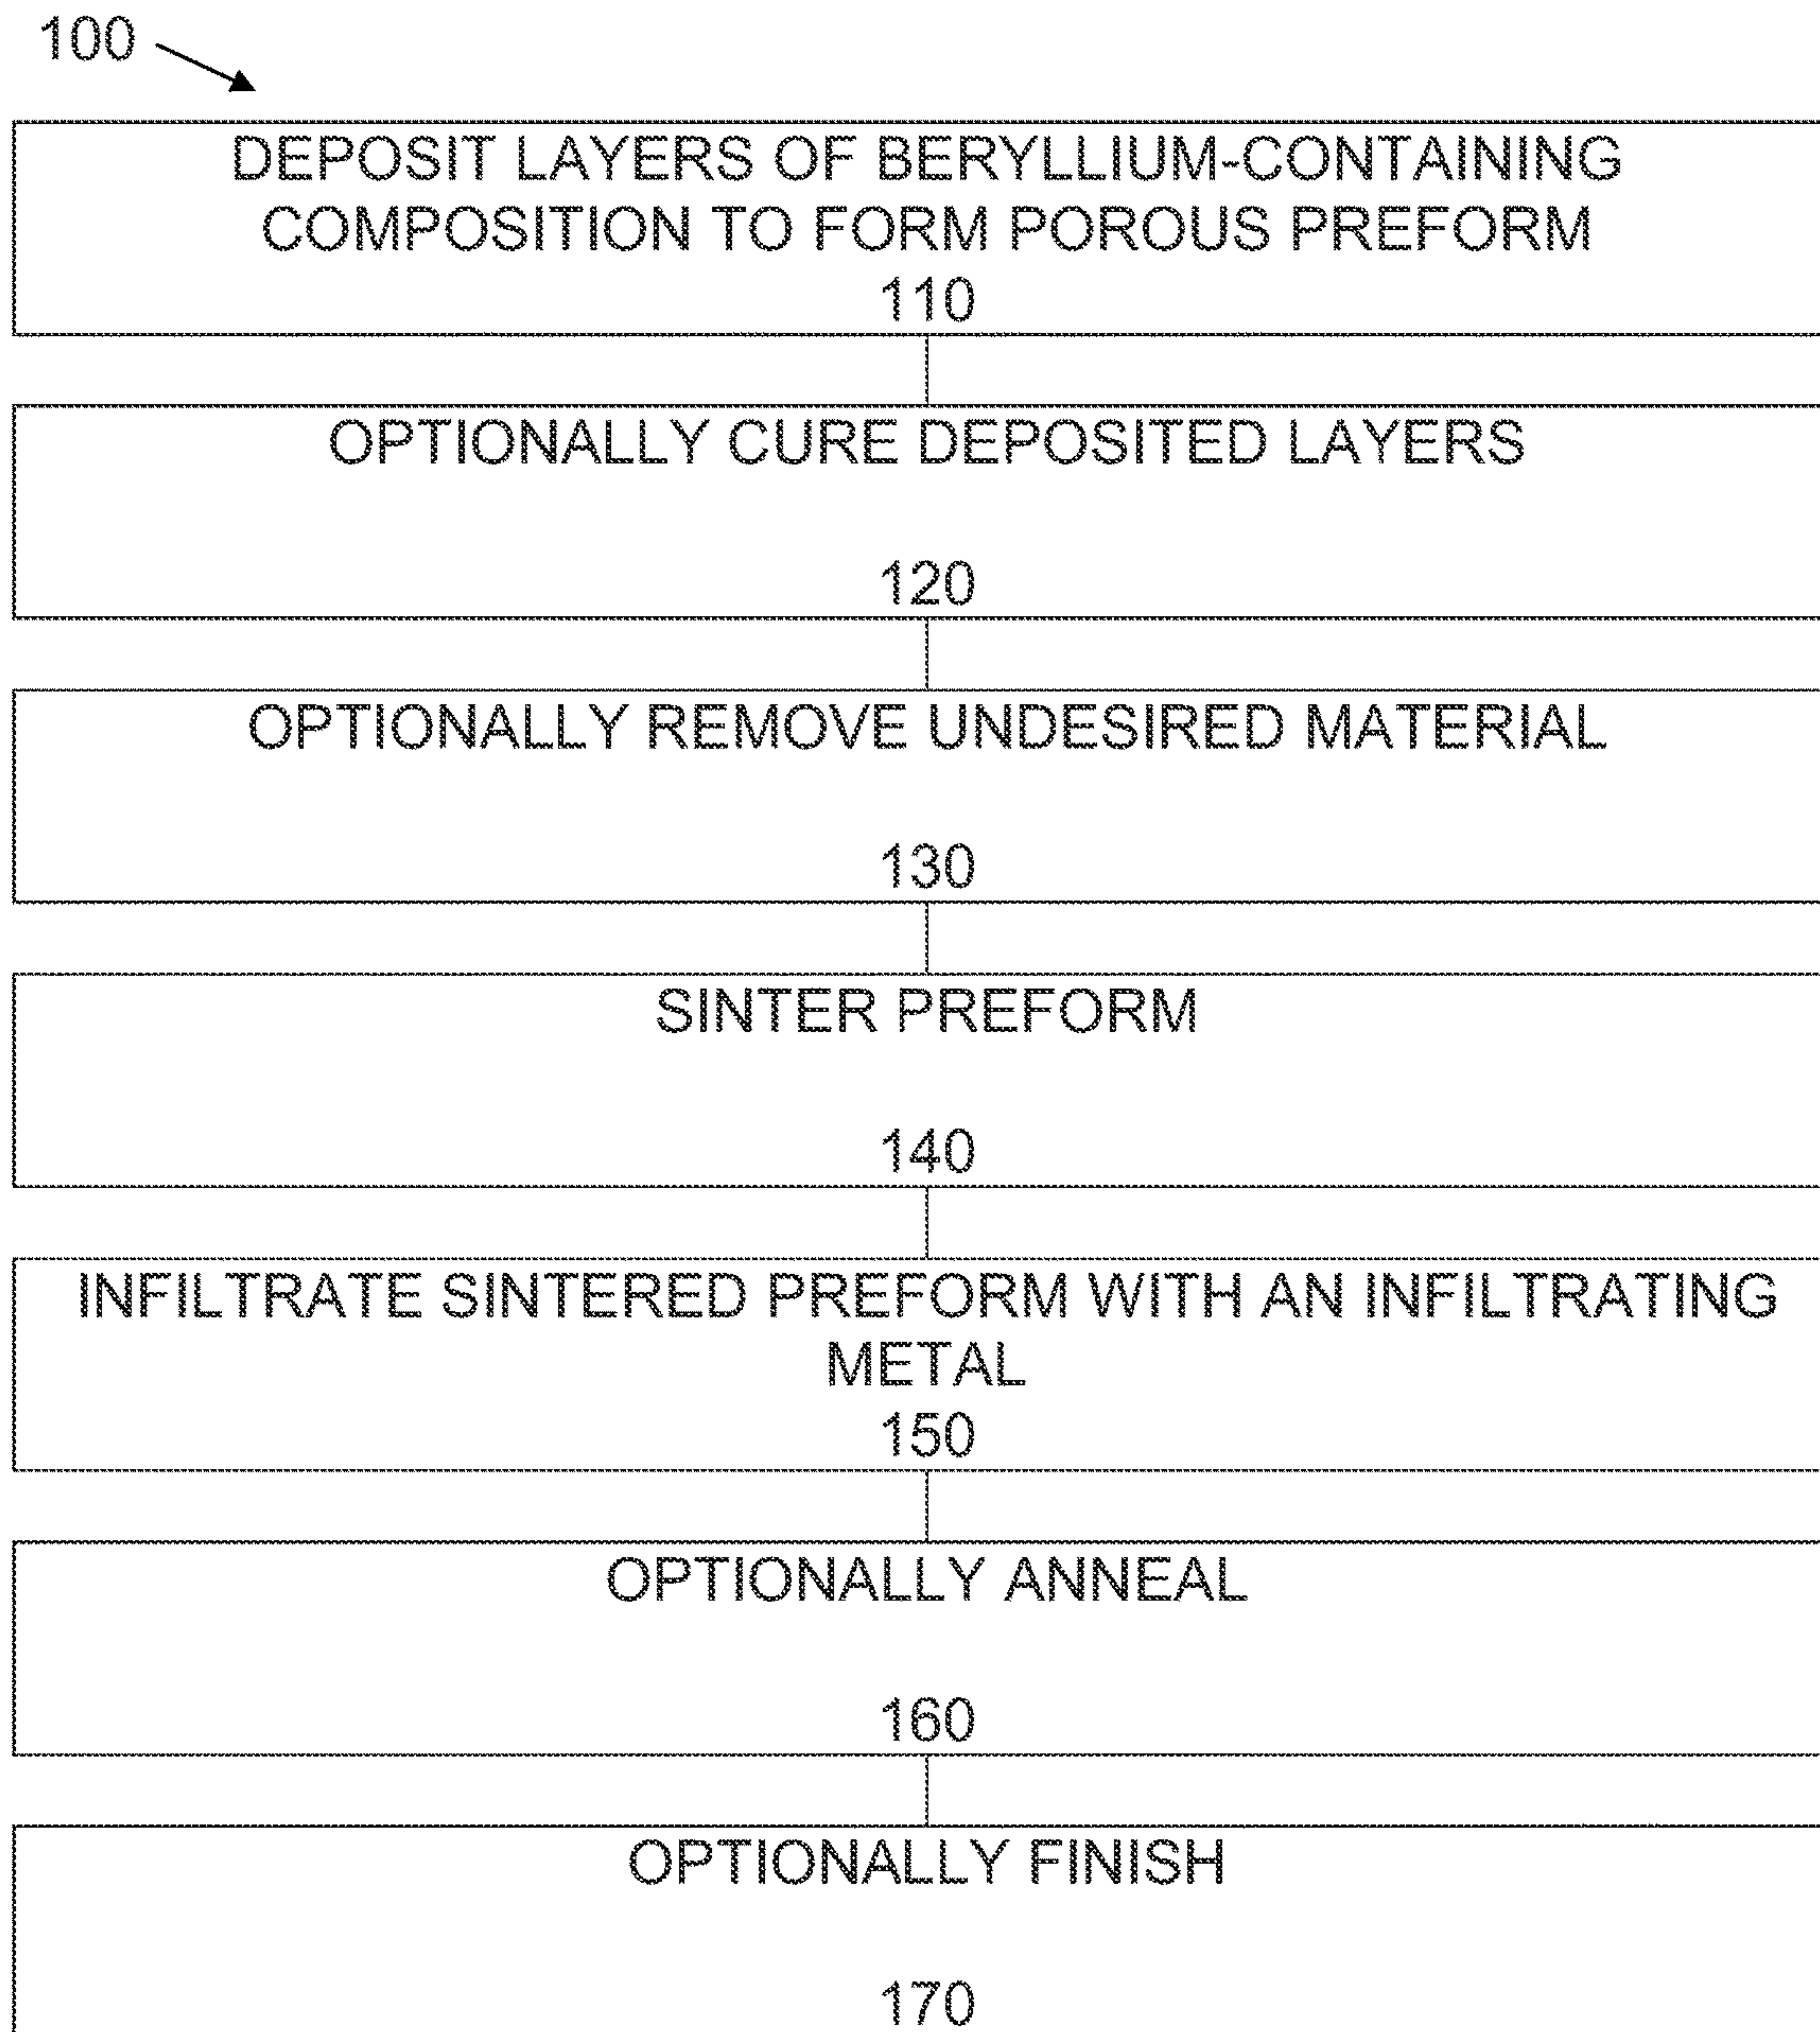 100
DEPOSIT LAYERS OF BERYLLIUM-CONTAINING
COMPOSITION TO FORM POROUS PREFORM
110
OPTIONALLY CURE DEPOSITED LAYERS
120
OPTIONALLY REMOVE UNDESIRED MATERIAL
130
SINTER PREFORM
140
INFILTRATE SINTERED PREFORM WITH AN INFILTRATING
METAL
150
OPTIONALLY ANNEAL
160
OPTIONALLY FINISH
170